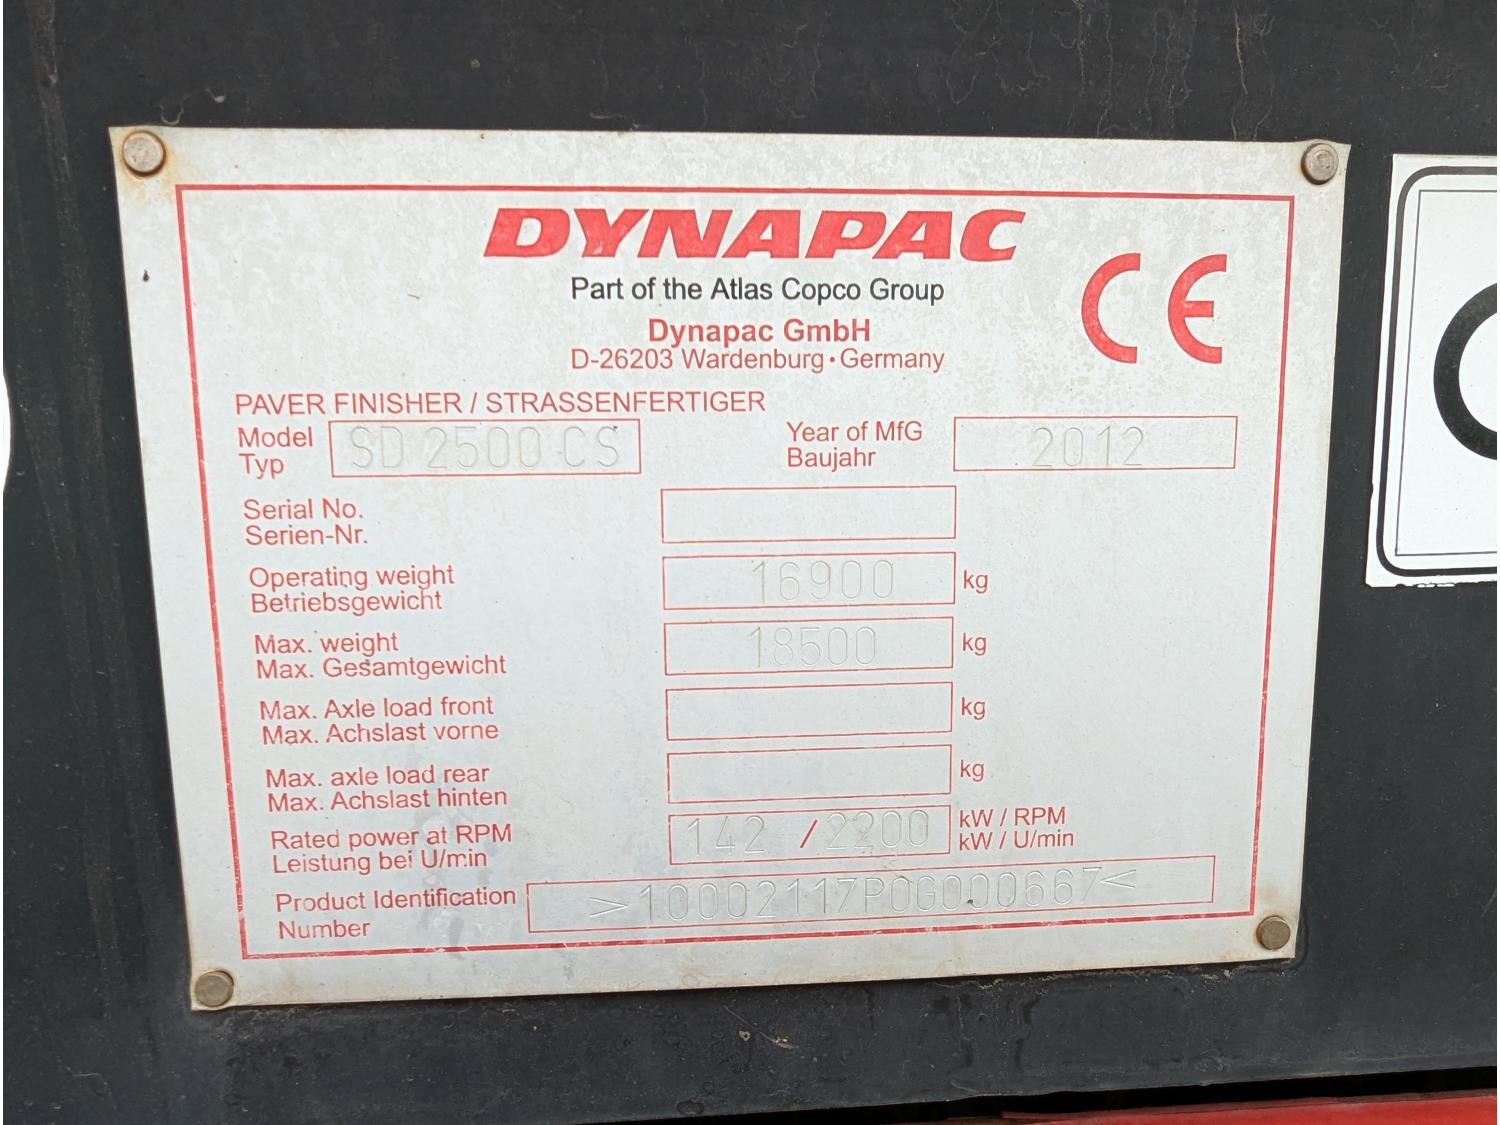 DYNAPAC
Part of the Atlas Copco Group
Dynapac GmbH
D-26203 Wardenburg • Germany
CE
PAVER FINISHER / STRASSENFERTIGER
Model
Typ
SD 2500 CS
Year of MfG
Baujahr
2012
Serial No.
Serien-Nr.
Operating weight
Betriebsgewicht
16900 kg
Max. weight
Max. Gesamtgewicht
18500 kg
Max. Axle load front
Max. Achslast vorne
kg
Max. axle load rear
Max. Achslast hinten
kg
Rated power at RPM
Leistung bei U/min
142 / 2200
kW / RPM
kW / U/min
Product Identification
Number
>10002117P0G000667<